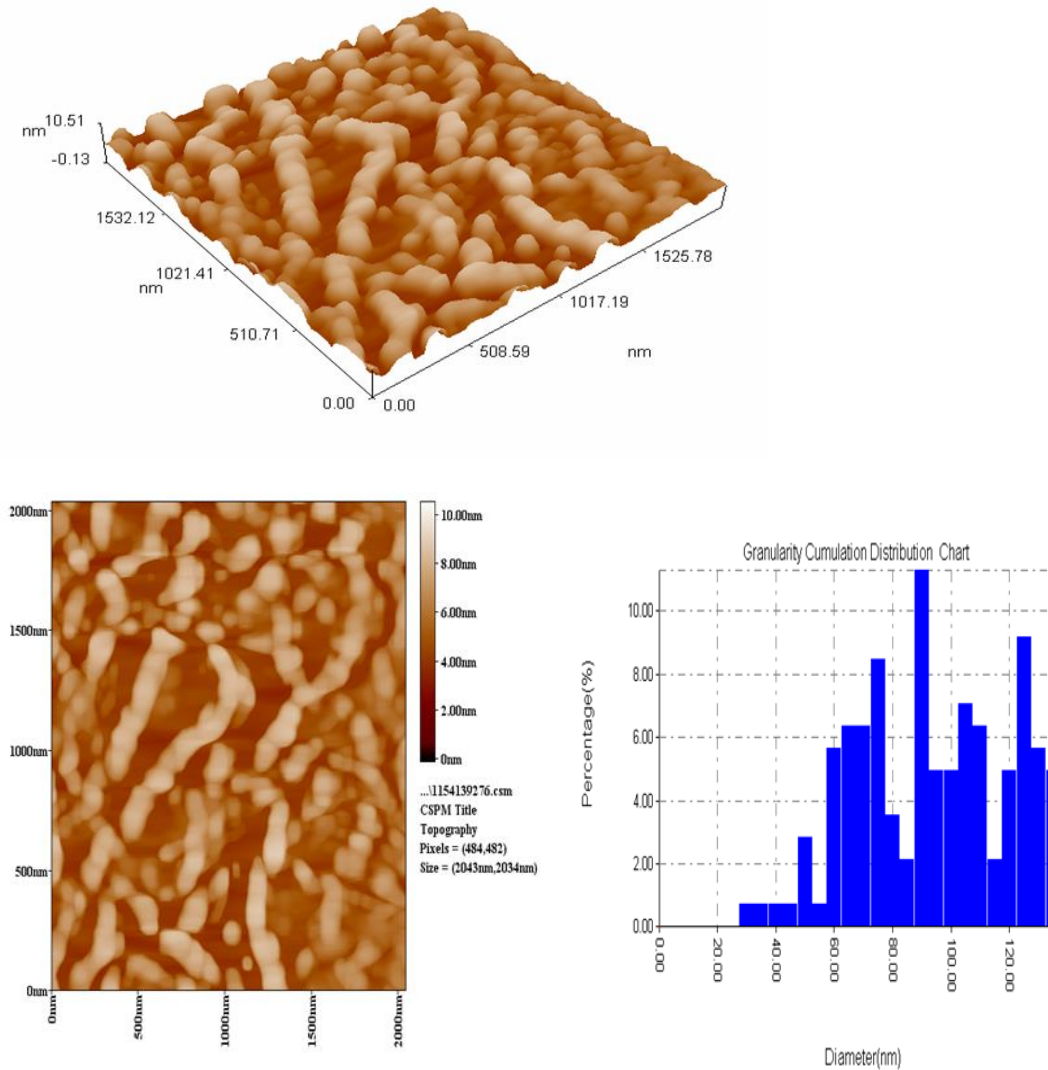 nm 10.51
-0.13
1532.12
1021.41
nm
510.71
0.00
0.00
508.59
1017.19
1525.78
nm
2000nm
1500nm
1000nm
500nm
0nm
0nm
500nm
1000nm
1500nm
2000nm
10.00nm
8.00nm
6.00nm
4.00nm
2.00nm
0nm
...\1154139276.csm
CSPM Title
Topography
Pixels = (484,482)
Size = (2043nm,2034nm)
Granularity Cumulation Distribution Chart
Percentage(%)
10.00
8.00
6.00
4.00
2.00
0.00
0.00
20.00
40.00
60.00
80.00
100.00
120.00
Diameter(nm)